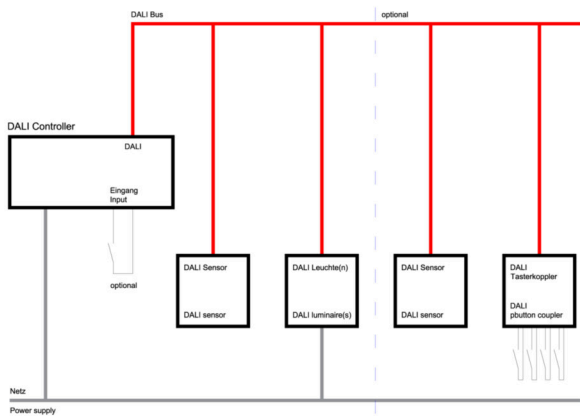 DALI Bus
optional
DALI Controller
DALI
Eingang
Input
optional
DALI Sensor
DALI sensor
DALI Leuchte(n)
DALI luminaire(s)
DALI Sensor
DALI sensor
DALI
Tasterkoppler
DALI
pbutton coupler
Netz
Power supply